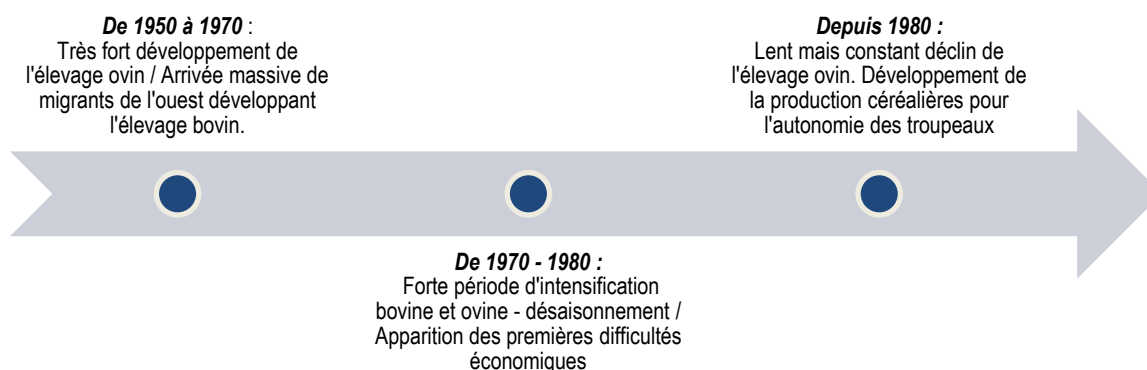 De 1950 à 1970 :
Très fort développement de
l'élevage ovin / Arrivée massive de
migrants de l'ouest développant
l'élevage bovin.
De 1970 - 1980 :
Forte période d'intensification
bovine et ovine - désaisonnement /
Apparition des premières difficultés
économiques
Depuis 1980 :
Lent mais constant déclin de
l'élevage ovin. Développement de
la production céréalières pour
l'autonomie des troupeaux